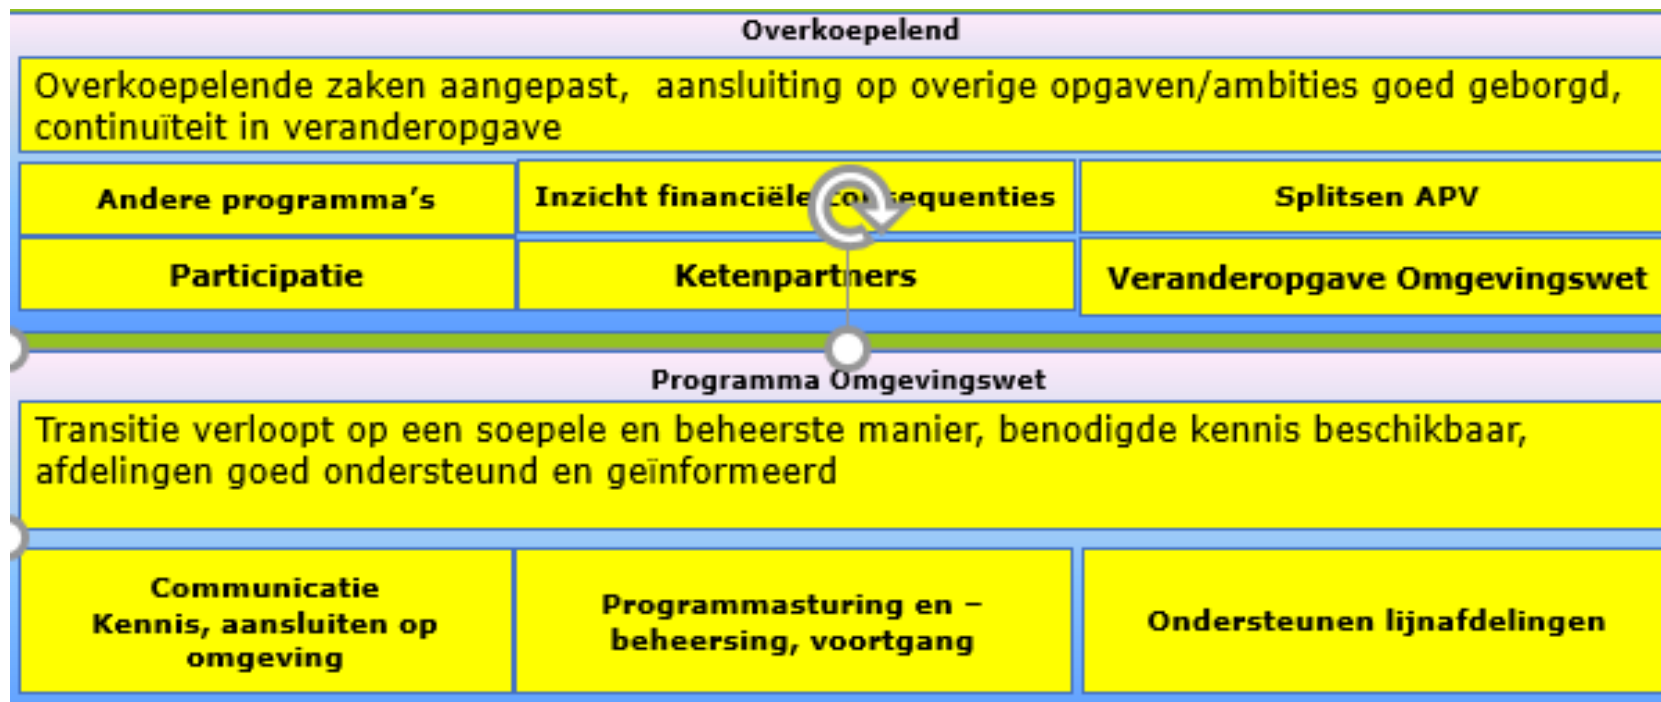 Overkoepelend
Overkoepelende zaken aangepast,  aansluiting op overige opgaven/ambities goed geborgd,
continuïteit in veranderopgave
Andere programma’s
Inzicht financiële consequenties
Splitsen APV
Participatie
Ketenpartners
Veranderopgave Omgevingswet
Programma Omgevingswet
Transitie verloopt op een soepele en beheerste manier, benodigde kennis beschikbaar,
afdelingen goed ondersteund en geïnformeerd
Communicatie
Kennis, aansluiten op
omgeving
Programmasturing en –
beheersing, voortgang
Ondersteunen lijnafdelingen